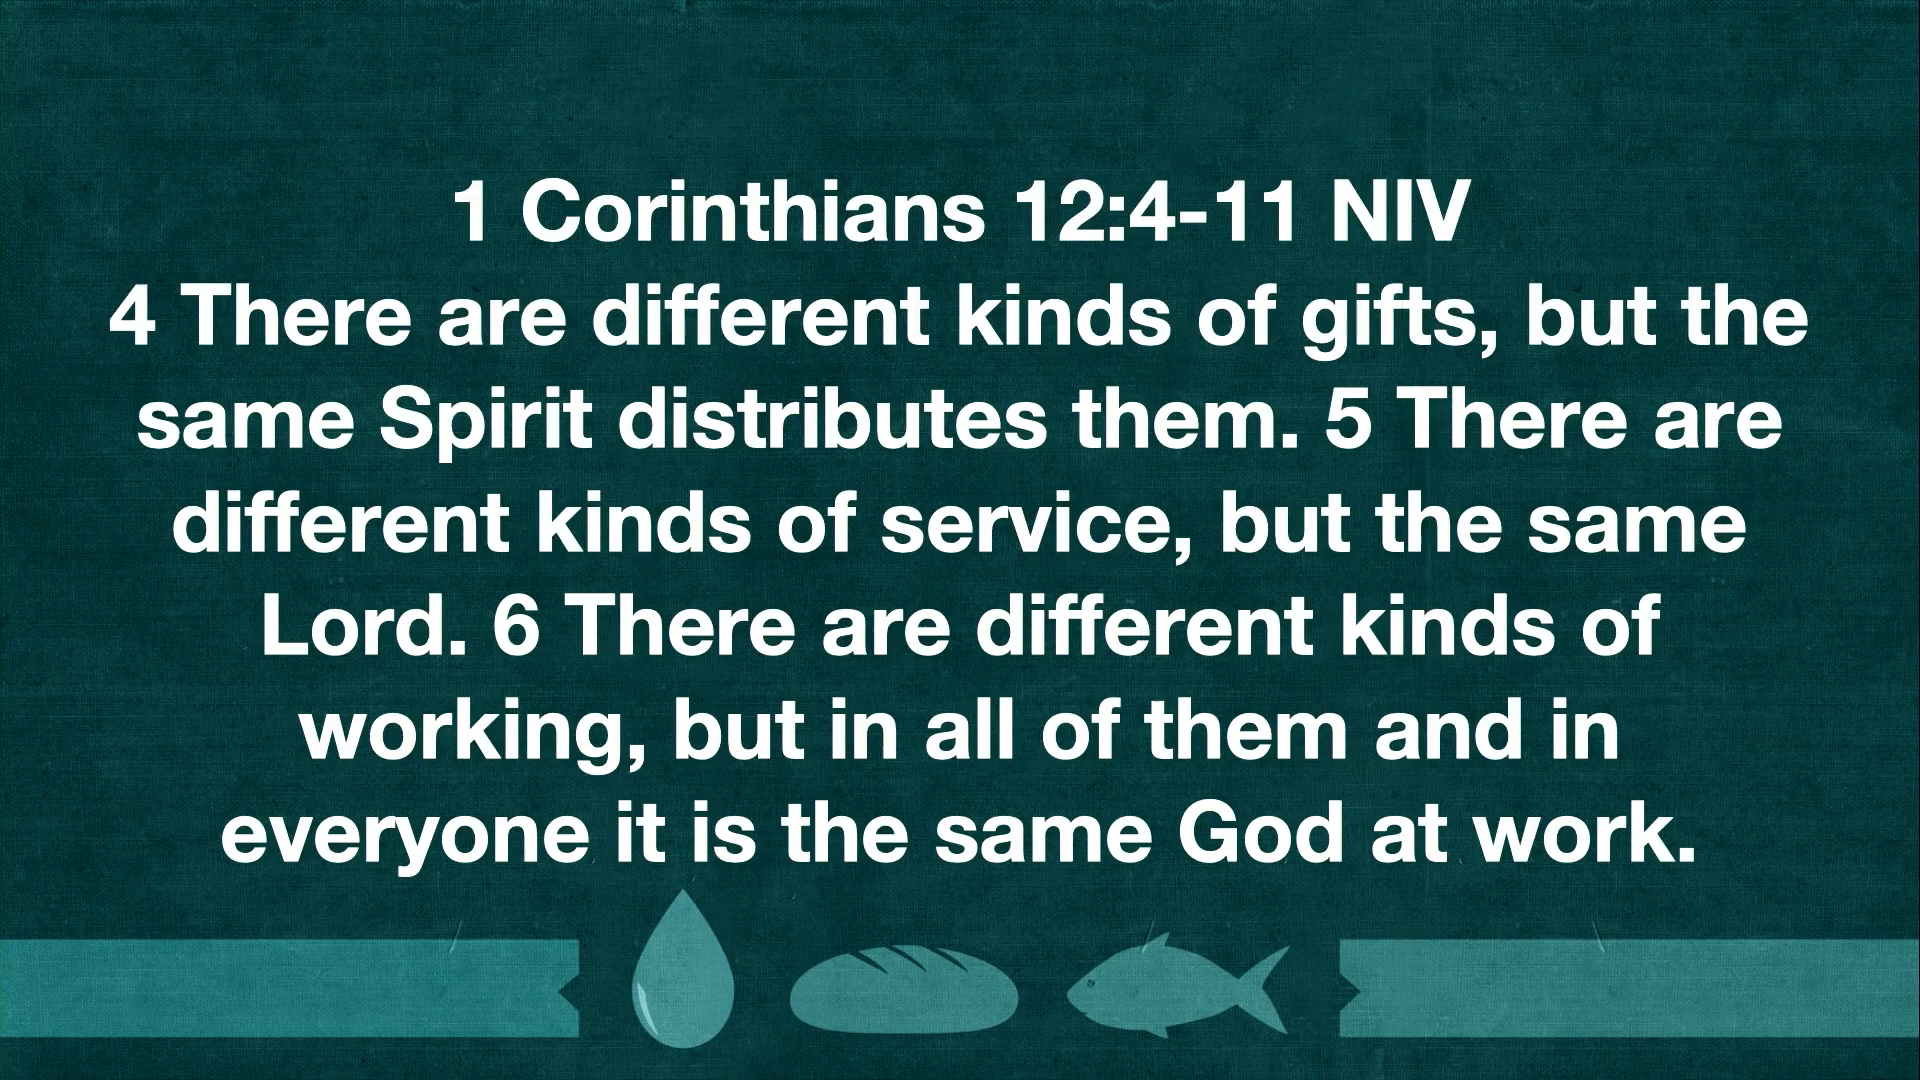 1 Corinthians 12:4-11 NIV
4 There are different kinds of gifts, but the
same Spirit distributes them. 5 There are
different kinds of service, but the same
Lord. 6 There are different kinds of
working, but in all of them and in
everyone it is the same God at work.